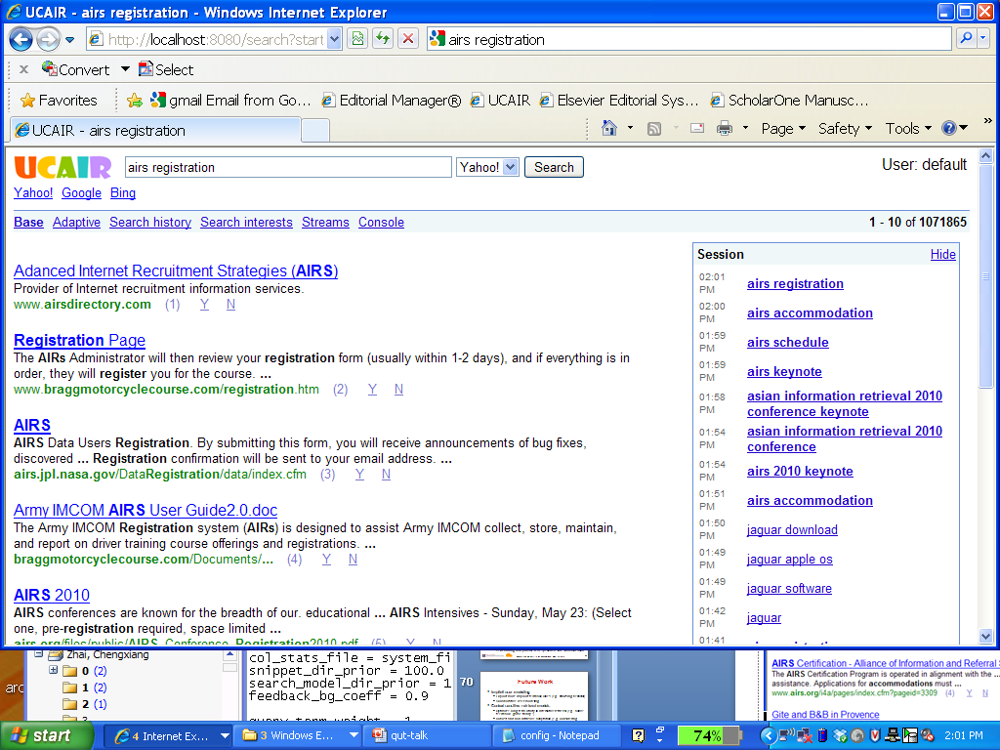 UCAIR - airs registration - Windows Internet Explorer
http://localhost:8080/search?start
airs registration
Convert Select
Favorites gmail Email from Go... Editorial Manager® UCAIR Elsevier Editorial Sys... ScholarOne Manusc...
UCAIR - airs registration
Page Safety Tools
UCAIR airs registration Yahoo! Search User: default
Yahoo! Google Bing
Base Adaptive Search history Search interests Streams Console 1 - 10 of 1071865
Adanced Internet Recruitment Strategies (AIRS)
Provider of Internet recruitment information services.
www.airsdirectory.com (1) Y N
Registration Page
The AIRs Administrator will then review your registration form (usually within 1-2 days), and if everything is in
order, they will register you for the course. ...
www.braggmotorcyclecourse.com/registration.htm (2) Y N
AIRS
AIRS Data Users Registration. By submitting this form, you will receive announcements of bug fixes,
discovered ... Registration confirmation will be sent to your email address. ...
airs.jpl.nasa.gov/DataRegistration/data/index.cfm (3) Y N
Army IMCOM AIRS User Guide2.0.doc
The Army IMCOM Registration system (AIRs) is designed to assist Army IMCOM collect, store, maintain,
and report on driver training course offerings and registrations. ...
braggmotorcyclecourse.com/Documents/... (4) Y N
AIRS 2010
AIRS conferences are known for the breadth of our. educational ... AIRS Intensives - Sunday, May 23: (Select
one, pre-registration required, space limited ...
airs.org/files/public/AIRS_Conference_Registration2010.pdf (5) Y N
Session Hide
02:01 PM airs registration
02:00 PM airs accommodation
01:59 PM airs schedule
01:59 PM airs keynote
01:58 PM asian information retrieval 2010
conference keynote
01:54 PM asian information retrieval 2010
conference
01:54 PM airs 2010 keynote
01:51 PM airs accommodation
01:50 PM jaguar download
01:49 PM jaguar apple os
01:49 PM jaguar software
01:42 PM jaguar
01:41
Zhai, Chengxiang
0 (2)
1 (2)
2 (1)
col_stats_file = system_fi
snippet_dir_prior = 100.0
search_model_dir_prior = 1
feedback_bg_coeff = 0.9
70
Future Work
AIRS Certification - Alliance of Information and Referral S
The AIRS Certification Program is operated in alignment with the ...
assistance. Applications for accommodations must ...
www.airs.org/i4a/pages/index.cfm?pageid=3309 (4) Y N
Gite and B&B in Provence
start 4 Internet Ex... 3 Windows E... qut-talk config - Notepad 74% 2:01 PM